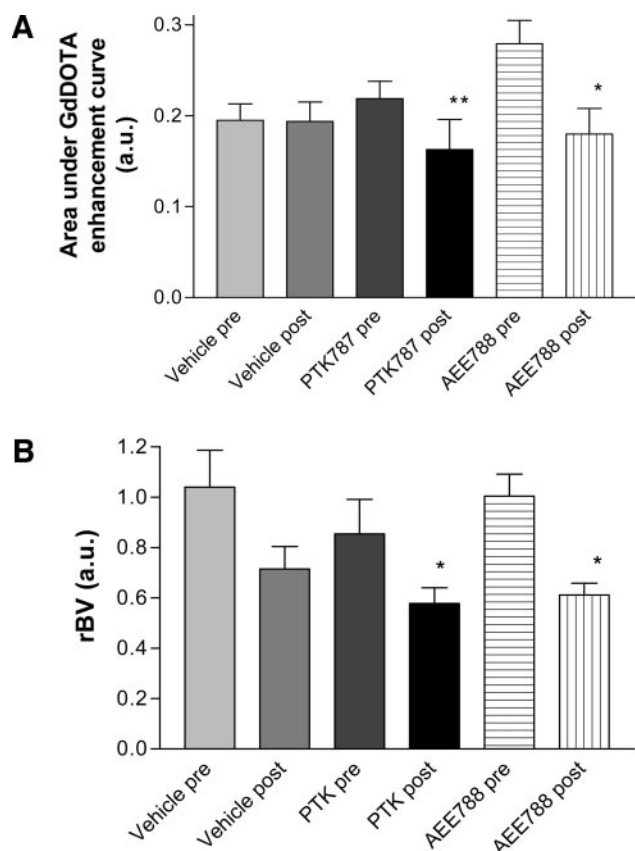 A
Area under GdDOTA
enhancement curve
(a.u.)
0.3
0.2
0.1
0.0
**
*
Vehicle pre
Vehicle post
PTK787 pre
PTK787 post
AEE788 pre
AEE788 post
B
rBV (a.u.)
1.2
1.0
0.8
0.6
0.4
0.2
0.0
*
*
Vehicle pre
Vehicle post
PTK pre
PTK post
AEE788 pre
AEE788 post